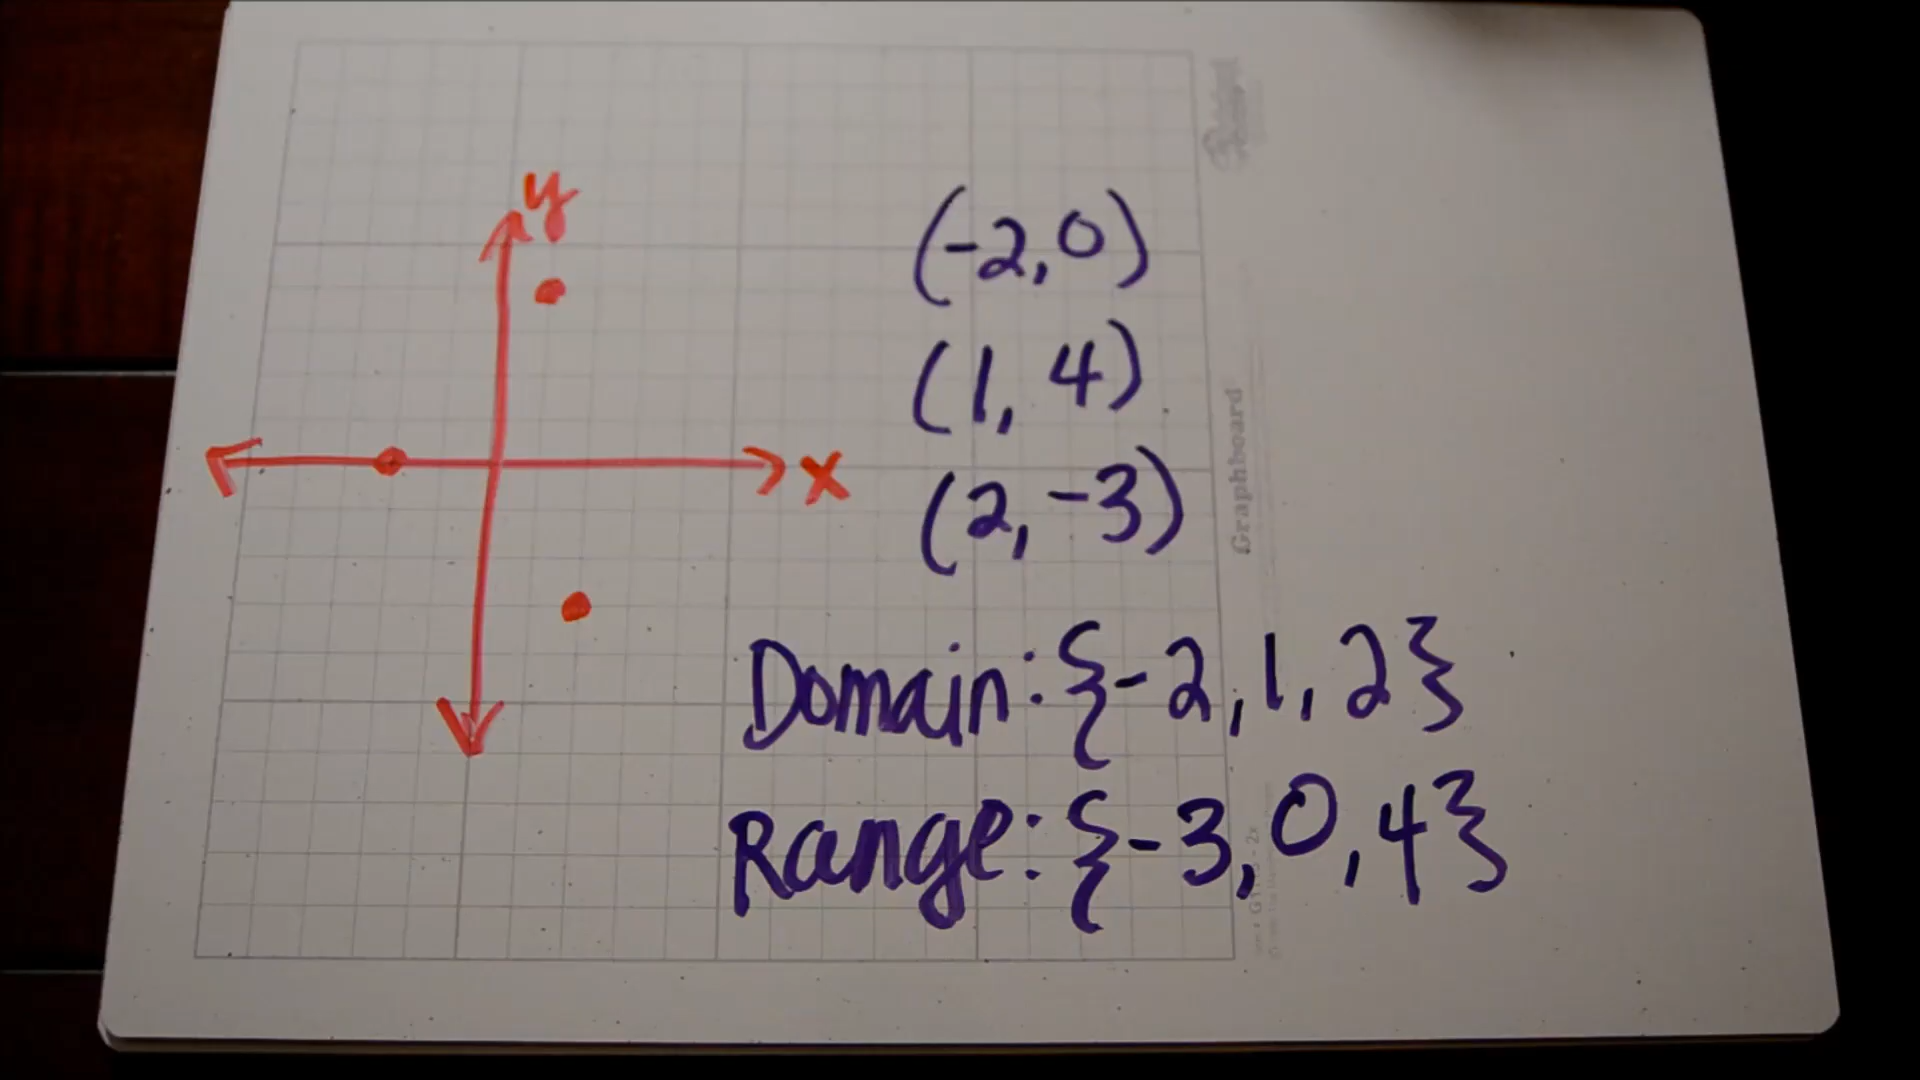 y
x
(-2,0)
(1,4)
(2,-3)
Domain:{-2,1,2}
Range:{-3,0,4}
Graphboard